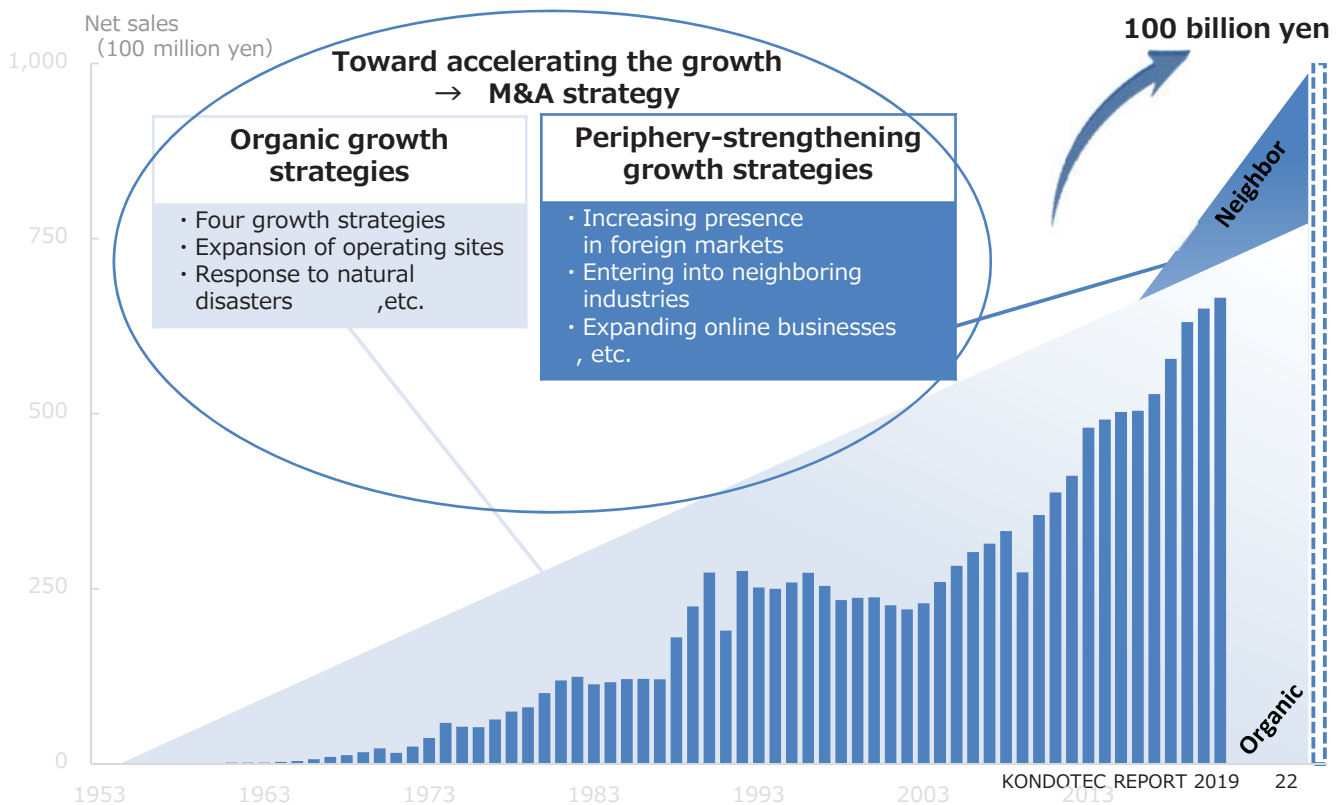 Net sales
（100 million yen）
100 billion yen
Toward accelerating the growth
→ M&A strategy
Organic growth
strategies
・Four growth strategies
・Expansion of operating sites
・Response to natural
disasters ,etc.
Periphery-strengthening
growth strategies
・Increasing presence
in foreign markets
・Entering into neighboring
industries
・Expanding online businesses
, etc.
Neighbor
Organic
1,000
750
500
250
0
1953 1963 1973 1983 1993 2003 2013
KONDOTEC REPORT 2019 22